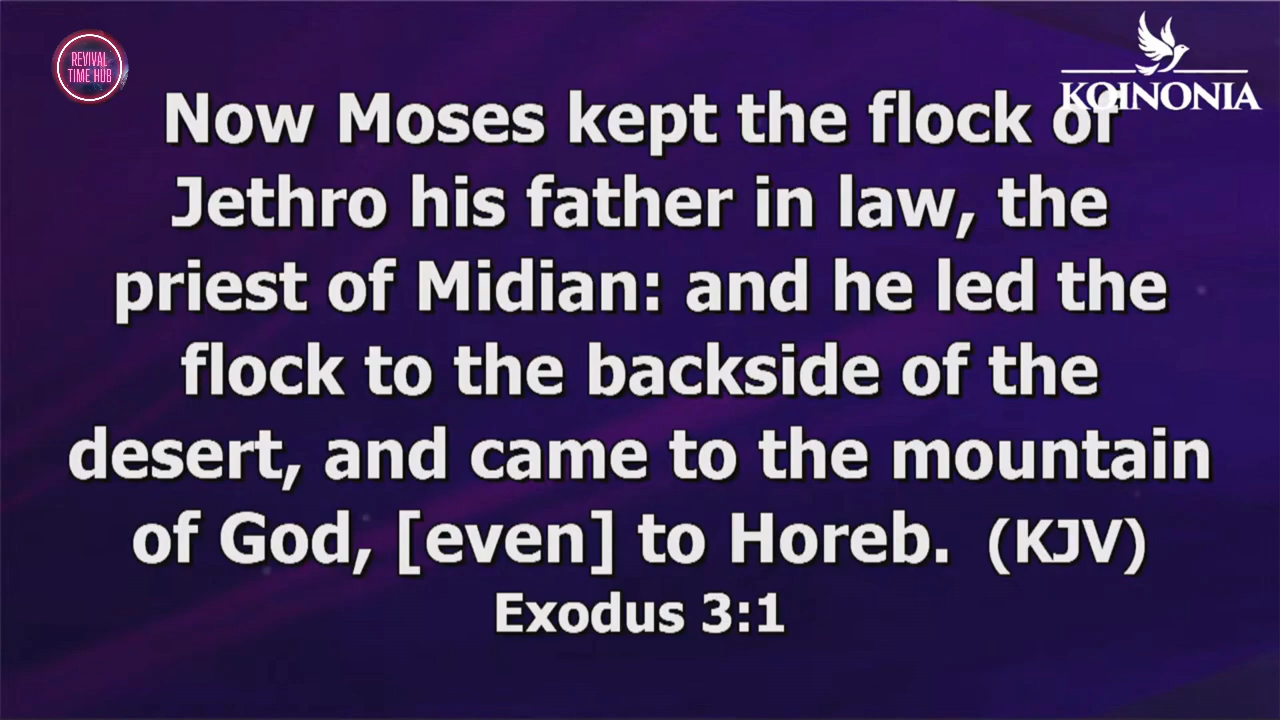 REVIVAL
TIME HUB
KOINONIA
Now Moses kept the flock of
Jethro his father in law, the
priest of Midian: and he led the
flock to the backside of the
desert, and came to the mountain
of God, [even] to Horeb. (KJV)
Exodus 3:1